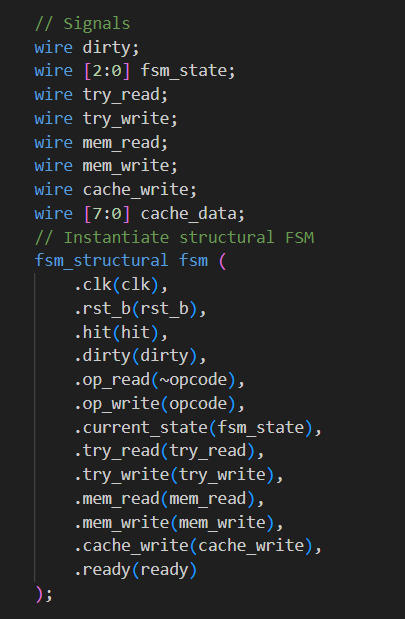 // Signals
wire dirty;
wire [2:0] fsm_state;
wire try_read;
wire try_write;
wire mem_read;
wire mem_write;
wire cache_write;
wire [7:0] cache_data;
// Instantiate structural FSM
fsm_structural fsm (
    .clk(clk),
    .rst_b(rst_b),
    .hit(hit),
    .dirty(dirty),
    .op_read(~opcode),
    .op_write(opcode),
    .current_state(fsm_state),
    .try_read(try_read),
    .try_write(try_write),
    .mem_read(mem_read),
    .mem_write(mem_write),
    .cache_write(cache_write),
    .ready(ready)
);